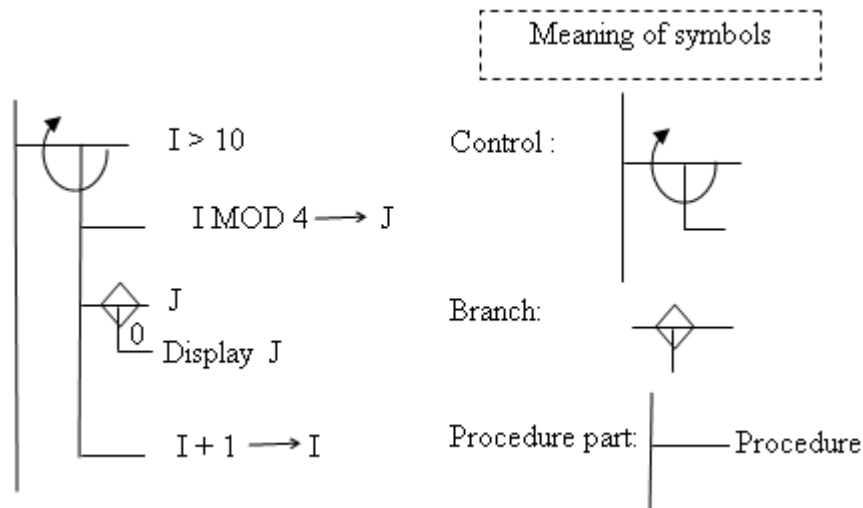 Meaning of symbols
I > 10
I MOD 4 ⟶ J
J
0
Display J
I + 1 ⟶ I
Control :
Branch:
Procedure part:
Procedure